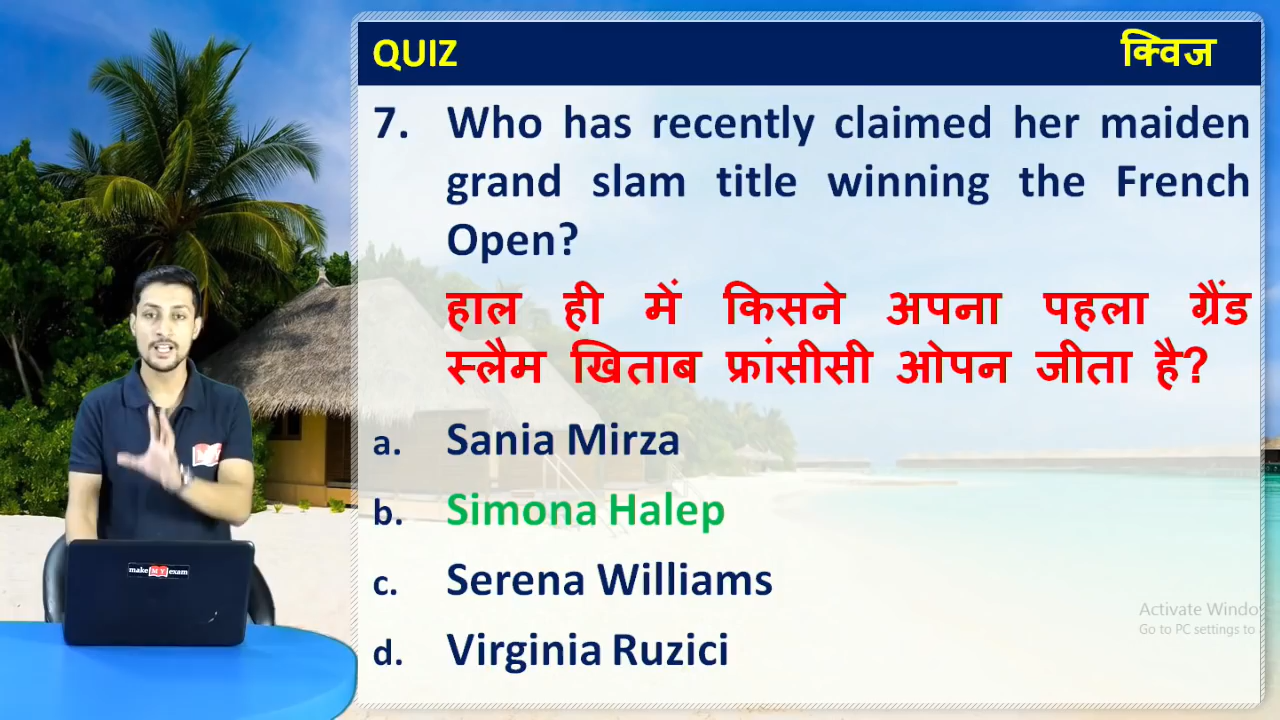 QUIZ क्विज
7. Who has recently claimed her maiden
grand slam title winning the French
Open?
हाल ही में किसने अपना पहला ग्रैंड
स्लैम खिताब फ्रांसीसी ओपन जीता है?
a. Sania Mirza
b. Simona Halep
c. Serena Williams
d. Virginia Ruzici
Activate Windo
Go to PC settings to
make MY exam